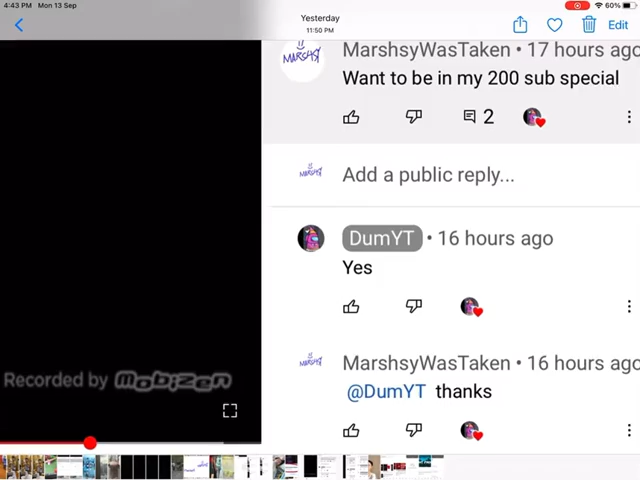 4:43 PM Mon 13 Sep
60%
Yesterday
11:50 PM
Edit
MarshsyWasTaken • 17 hours ago
Want to be in my 200 sub special
2
Add a public reply...
DumYT • 16 hours ago
Yes
MarshsyWasTaken • 16 hours ago
@DumYT thanks
Recorded by mobizen